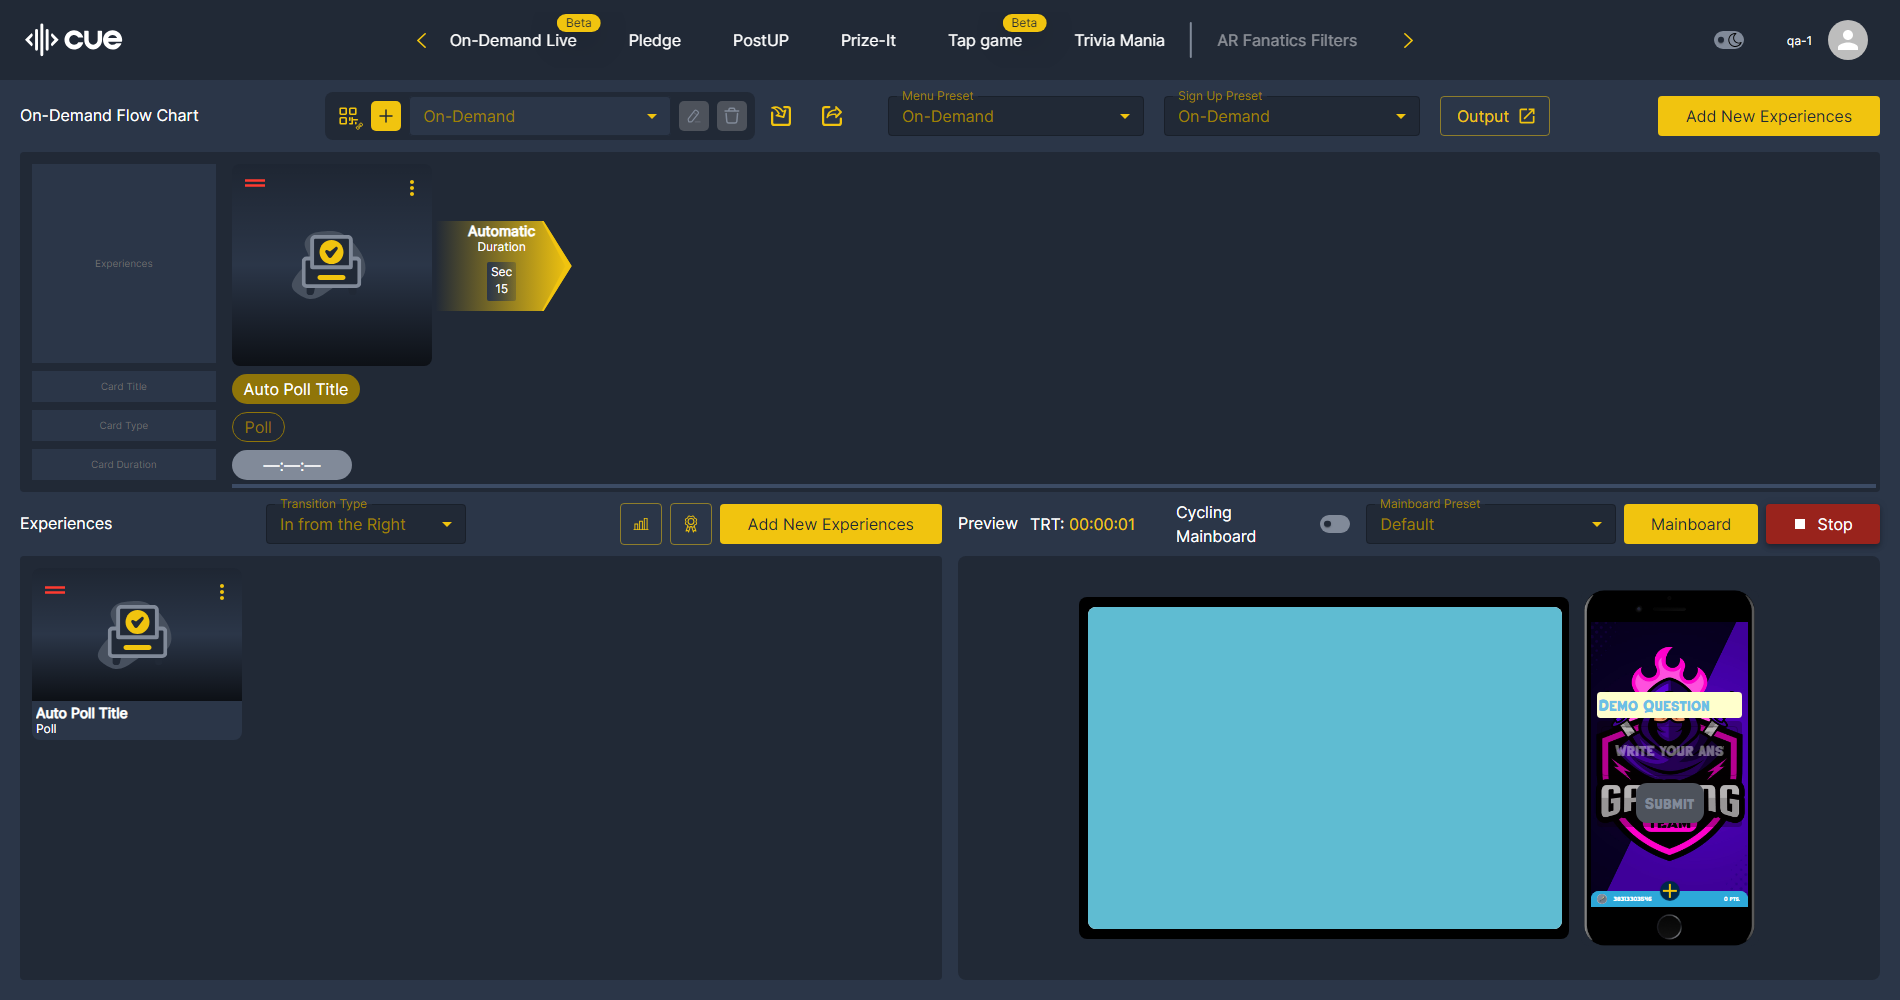 cue
Beta
Beta
On-Demand Live
Pledge
PostUP
Prize-It
Tap game
Trivia Mania
AR Fanatics Filters
qa-1
On-Demand Flow Chart
On-Demand
Menu Preset
On-Demand
Sign Up Preset
On-Demand
Output
Add New Experiences
Experiences
Automatic
Duration
Sec
15
Card Title
Auto Poll Title
Card Type
Poll
Card Duration
—:—:—
Experiences
Transition Type
In from the Right
Add New Experiences
Preview
TRT: 00:00:01
Cycling
Mainboard
Mainboard Preset
Default
Mainboard
Stop
Auto Poll Title
Poll
Demo Question
Write your ans
Submit
TEAM
0 PTS.